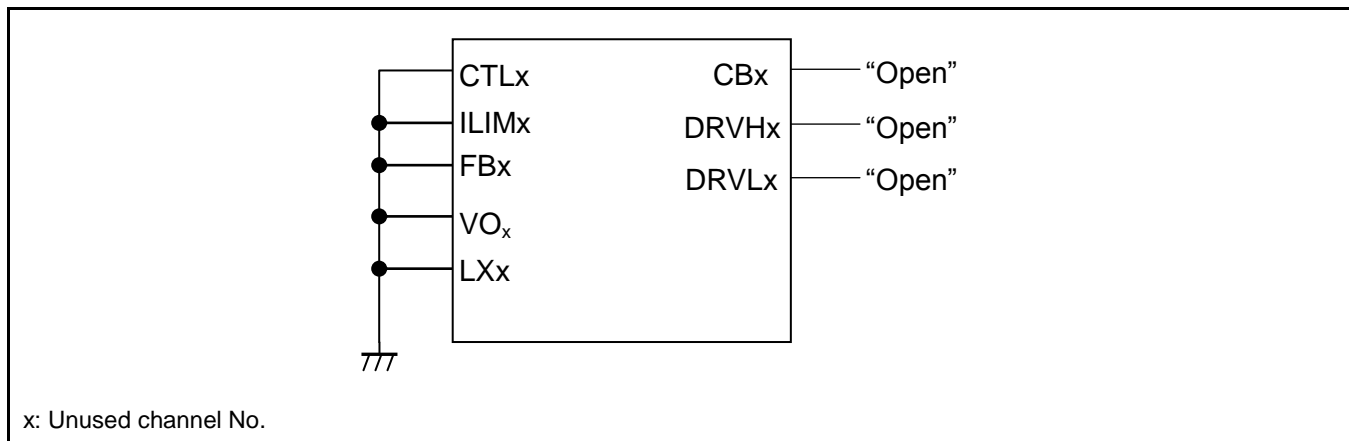 CTLx CBx “Open”
ILIMx DRVHx “Open”
FBx
DRVLx “Open”
VOx
LXx
x: Unused channel No.